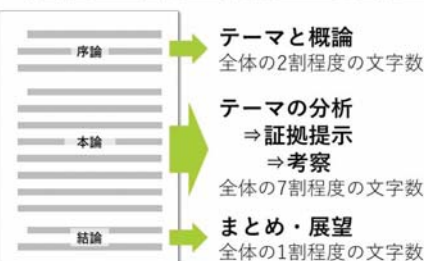 序論
テーマと概論
全体の2割程度の文字数
本論
テーマの分析
⇒証拠提示
⇒考察
全体の7割程度の文字数
結論
まとめ・展望
全体の1割程度の文字数